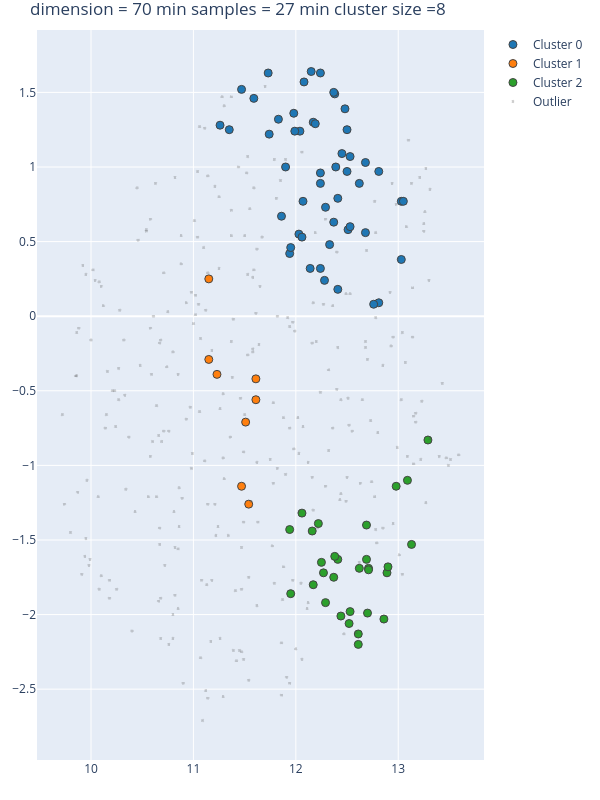 dimension = 70 min samples = 27 min cluster size =8
Cluster 0
Cluster 1
Cluster 2
Outlier
1.5
1
0.5
0
−0.5
−1
−1.5
−2
−2.5
10
11
12
13